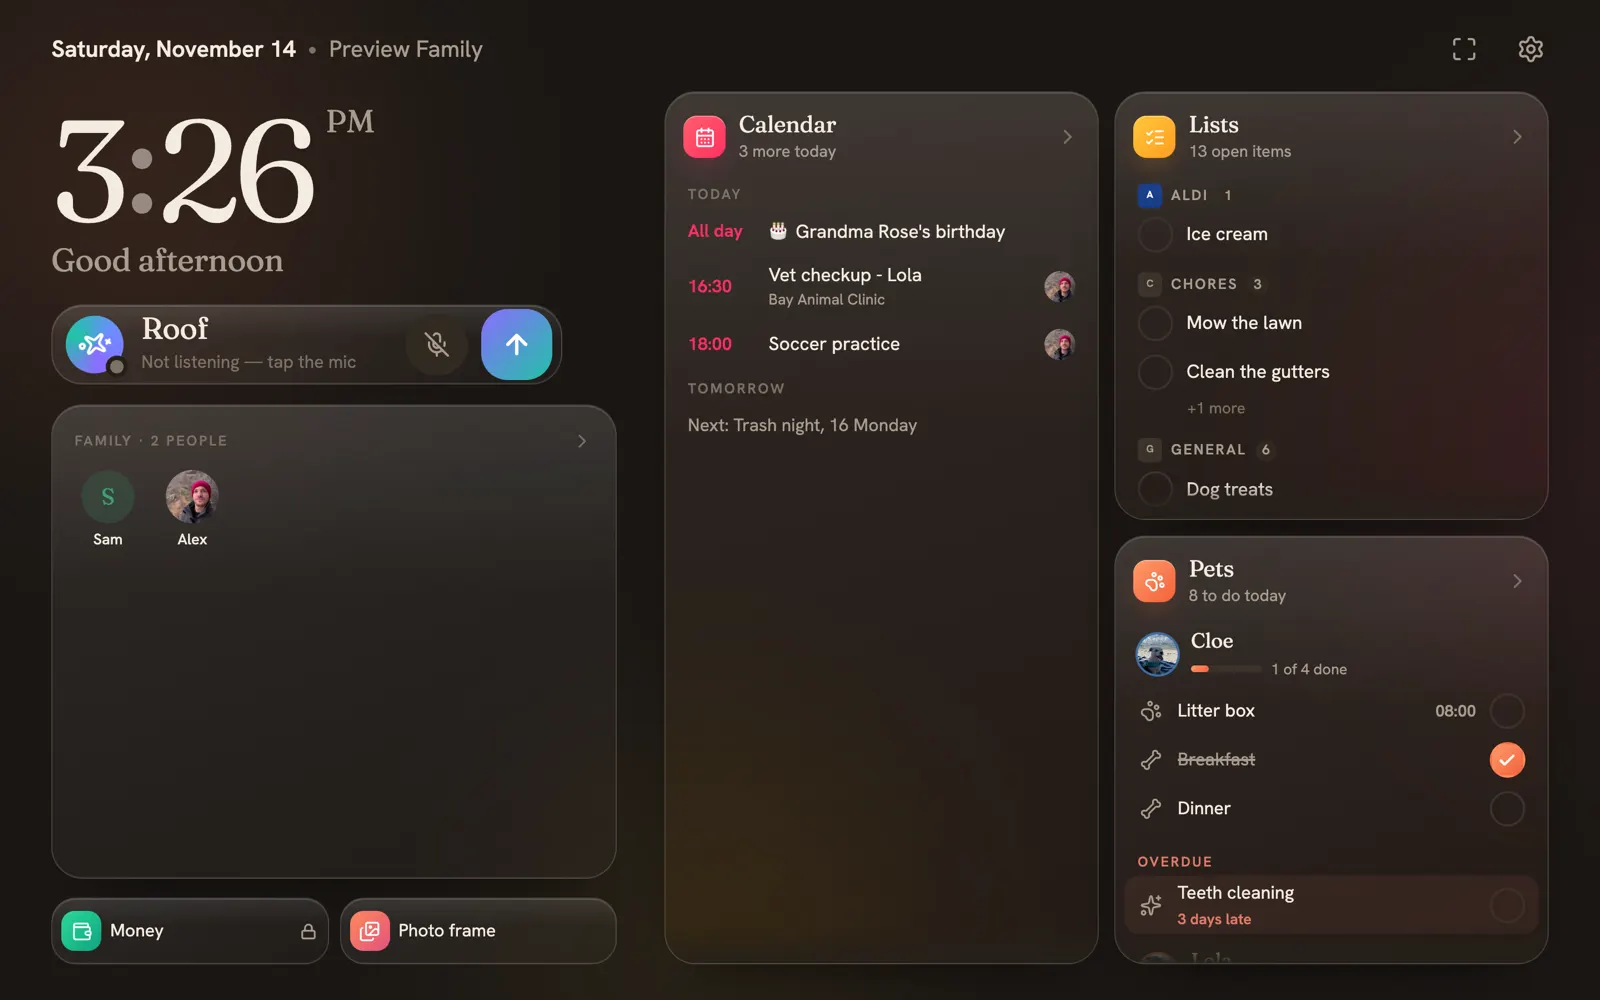 Saturday, November 14 • Preview Family
3:26 PM
Good afternoon
Roof
Not listening — tap the mic
FAMILY · 2 PEOPLE
S
Sam
Alex
Money
Photo frame
Calendar
3 more today
TODAY
All day 🎂 Grandma Rose's birthday
16:30 Vet checkup - Lola
Bay Animal Clinic
18:00 Soccer practice
TOMORROW
Next: Trash night, 16 Monday
Lists
13 open items
A ALDI 1
Ice cream
C CHORES 3
Mow the lawn
Clean the gutters
+1 more
G GENERAL 6
Dog treats
Pets
8 to do today
Cloe
1 of 4 done
Litter box 08:00
Breakfast
Dinner
OVERDUE
Teeth cleaning
3 days late
Lola